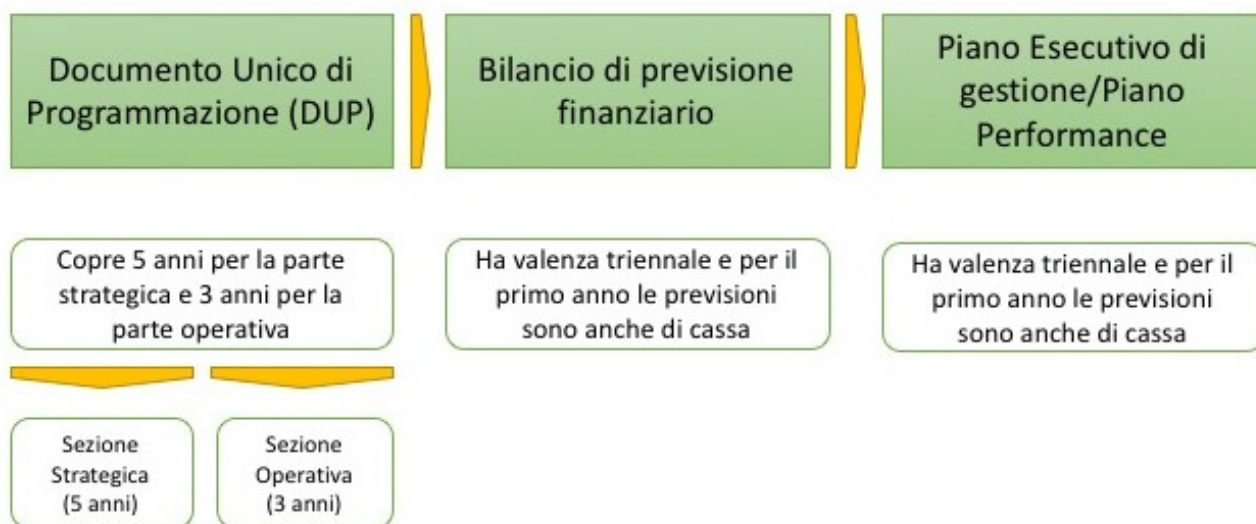 Documento Unico di
Programmazione (DUP)
Bilancio di previsione
finanziario
Piano Esecutivo di
gestione/Piano
Performance
Copre 5 anni per la parte
strategica e 3 anni per la
parte operativa
Ha valenza triennale e per il
primo anno le previsioni
sono anche di cassa
Ha valenza triennale e per il
primo anno le previsioni
sono anche di cassa
Sezione
Strategica
(5 anni)
Sezione
Operativa
(3 anni)